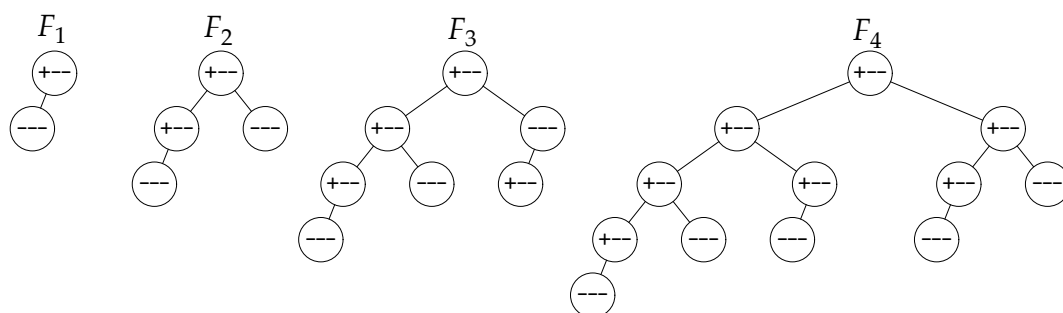 F₁ F₂ F₃ F₄
+-- +-- +-- +--
--- +-- --- +-- --- +-- +--
--- +-- --- +-- +-- +-- +-- ---
--- +-- --- --- ---
---